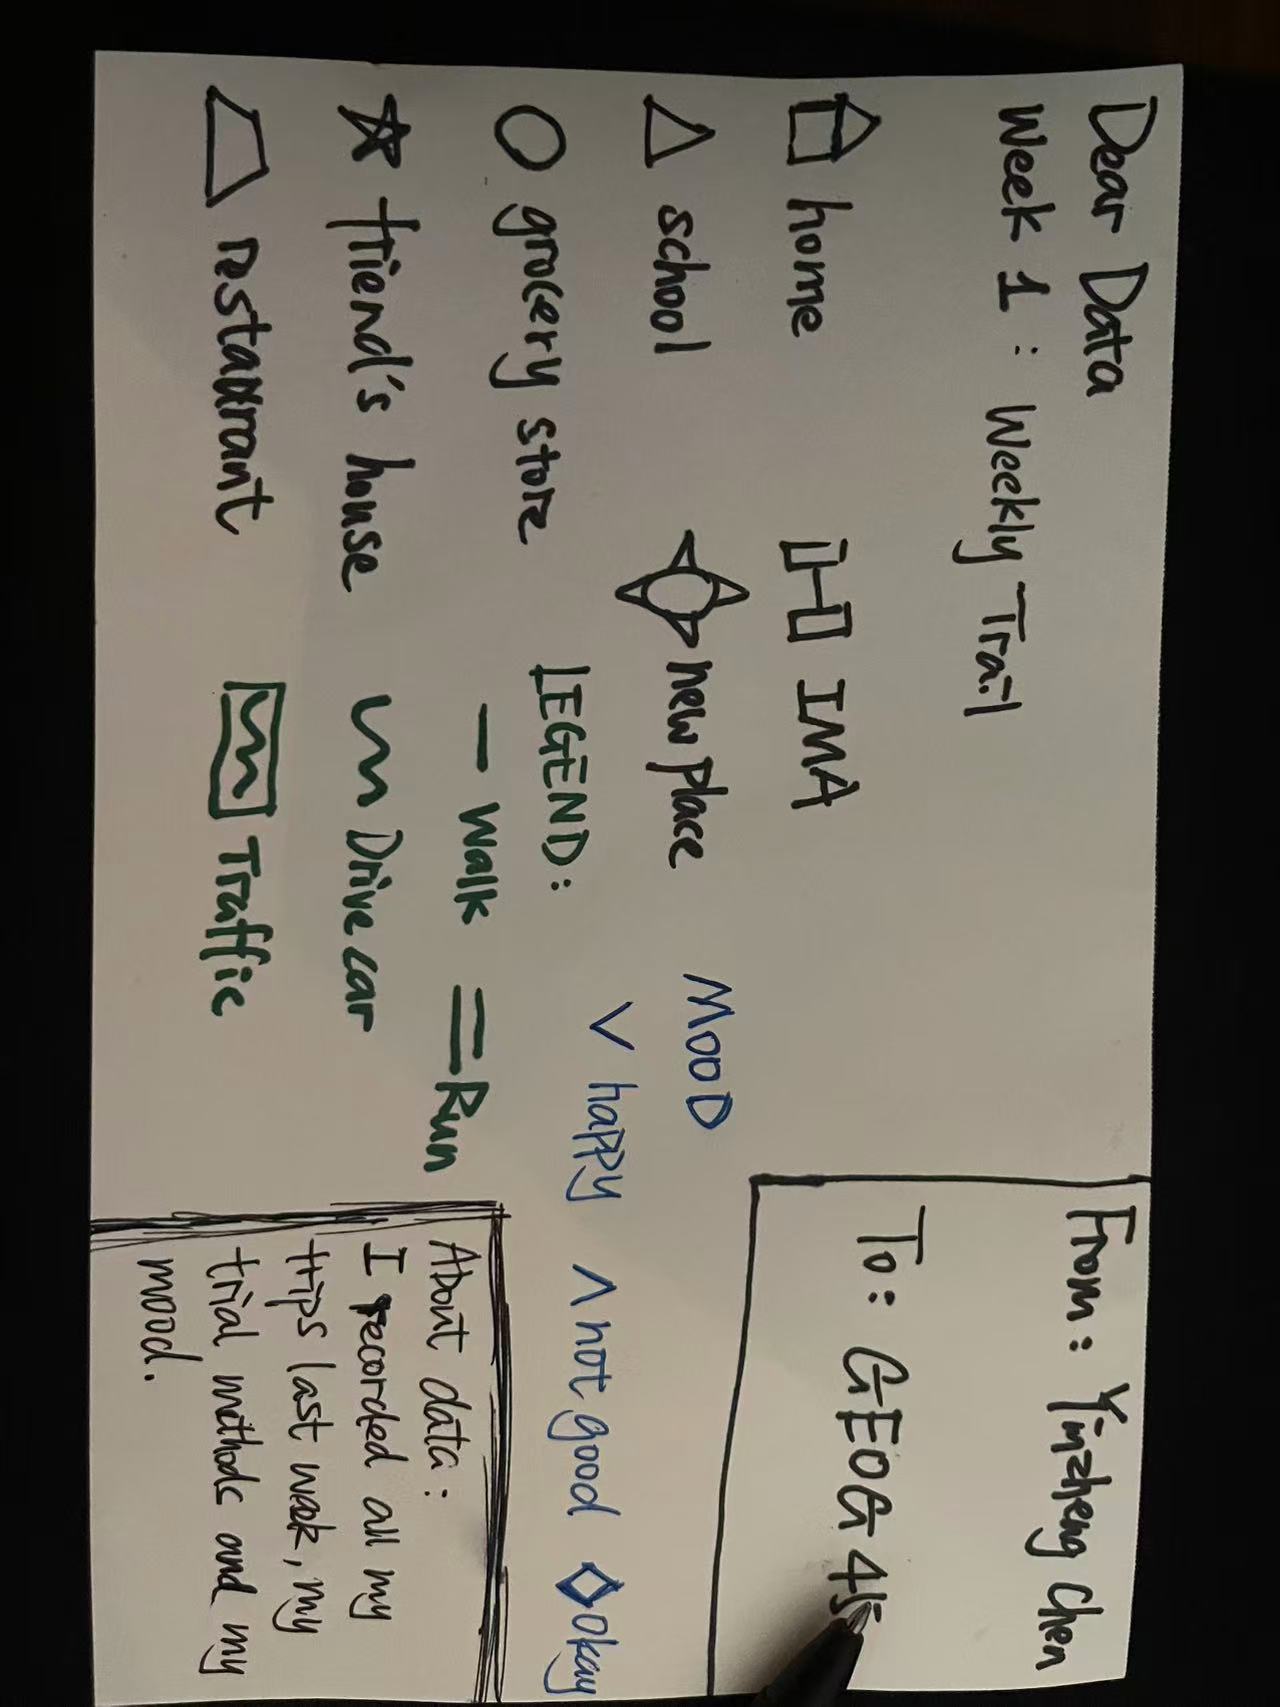 Dear Data
Week 1: Weekly Trail
home
IMA
school
new place
grocery store
friend's house
restaurant
LEGEND:
Walk
Run
Drive car
Traffic
MOOD
happy
not good
okay
From: Yinzheng Chen
To: GEOG
About data:
I recorded all my
trips last week, my
trial methods and my
mood.